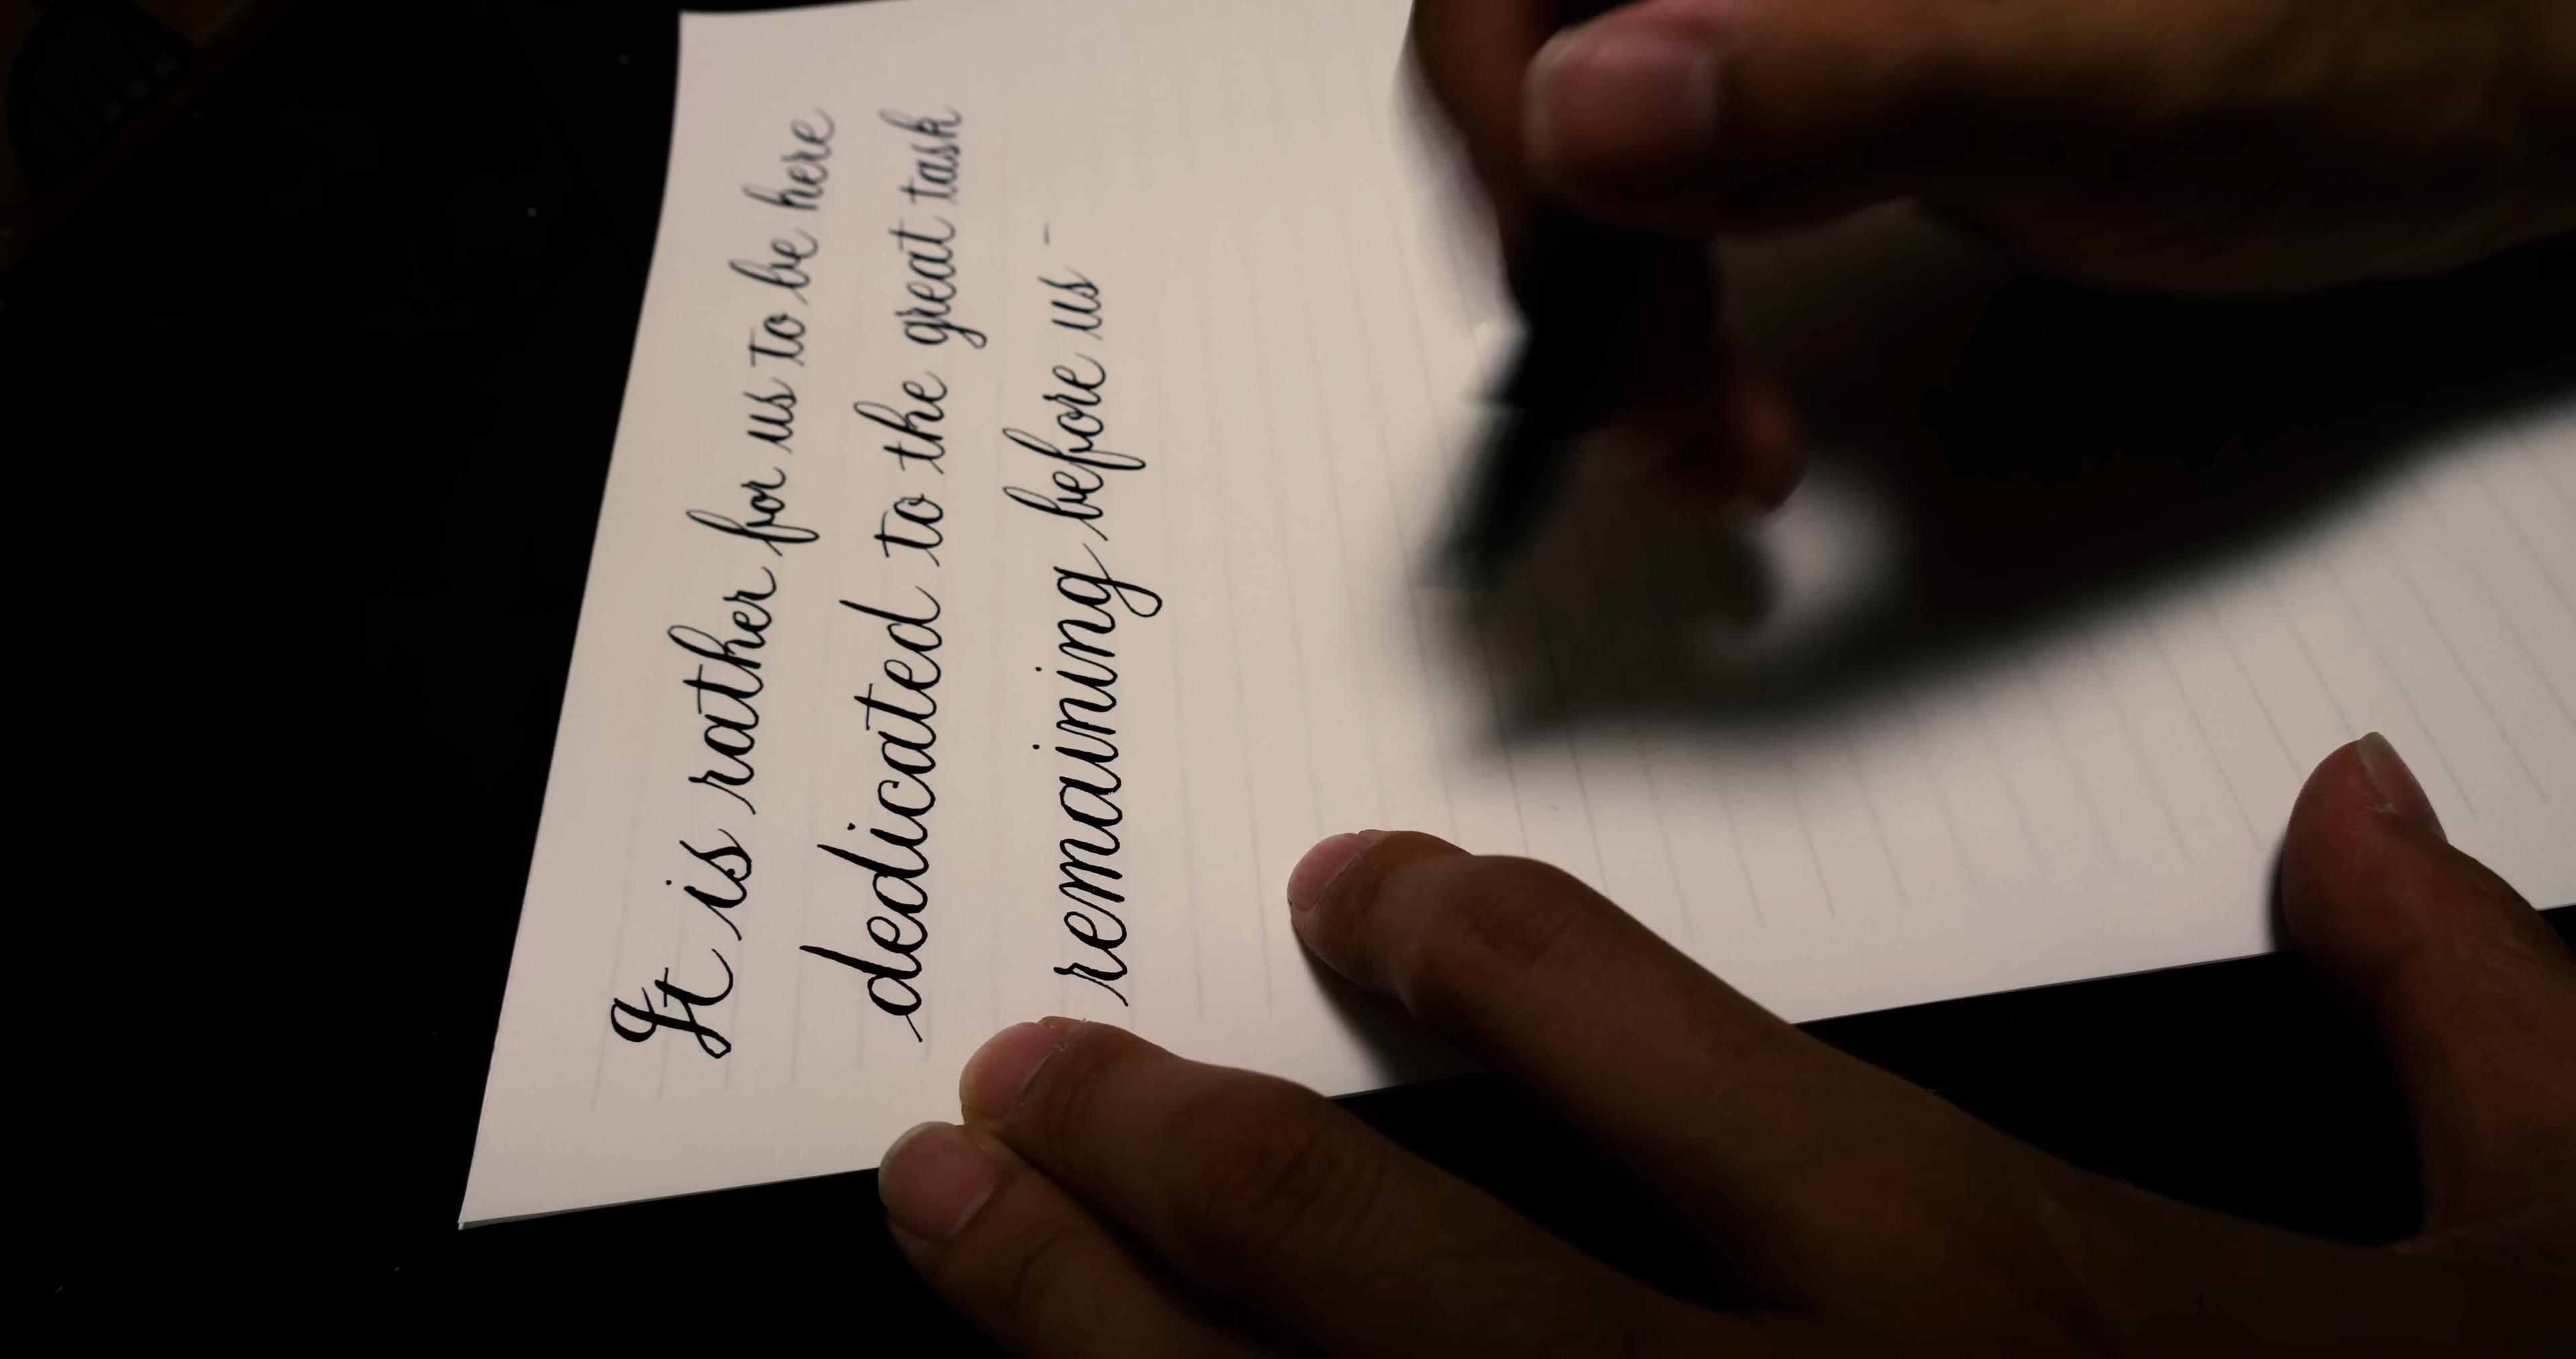 It is rather for us to be here
dedicated to the great task
remaining before us –